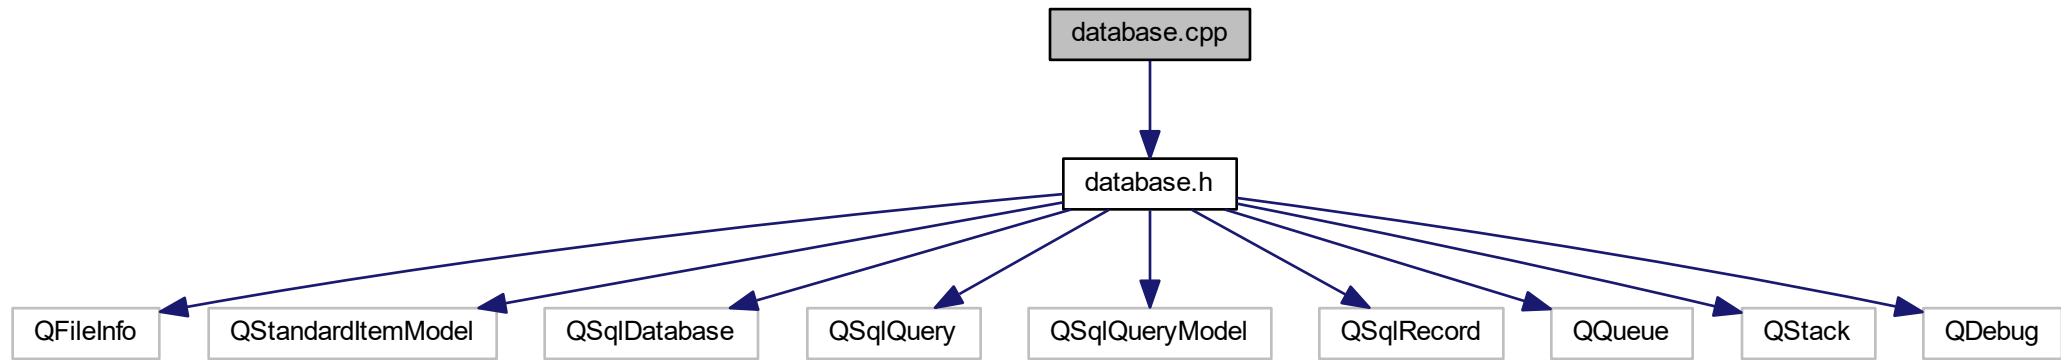 database.cpp
database.h
QFileInfo
QStandardItemModel
QSqlDatabase
QSqlQuery
QSqlQueryModel
QSqlRecord
QQueue
QStack
QDebug